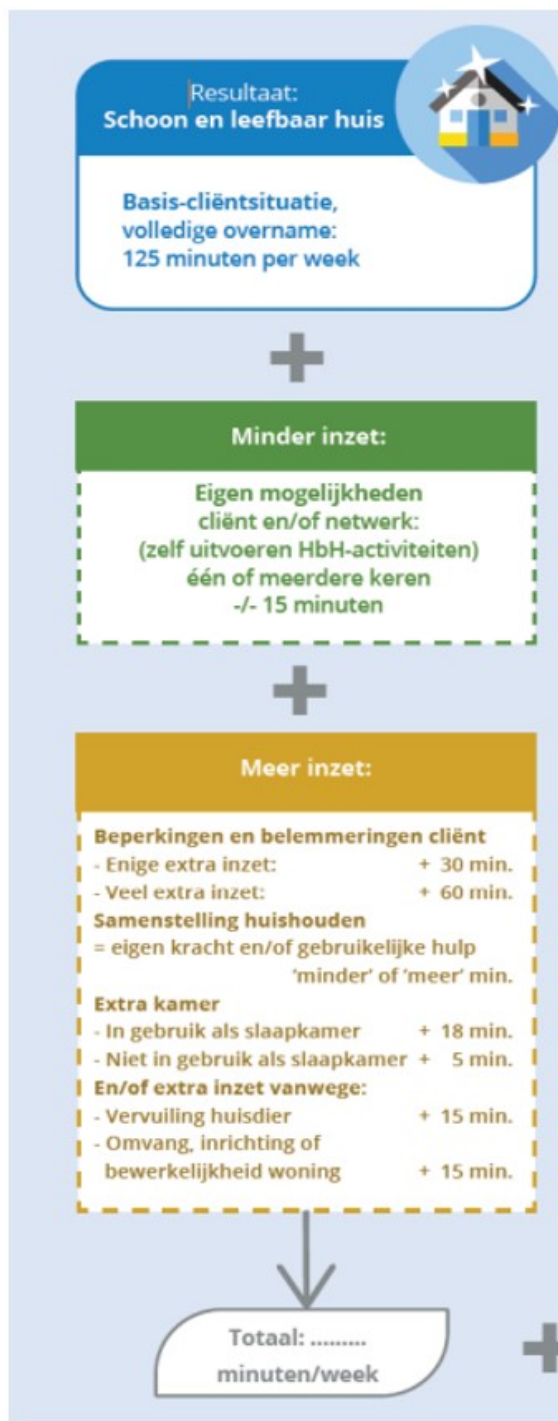 Resultaat:
Schoon en leefbaar huis
Basis-cliëntsituatie,
volledige overname:
125 minuten per week
+
Minder inzet:
Eigen mogelijkheden
cliënt en/of netwerk:
(zelf uitvoeren HbH-activiteiten)
één of meerdere keren
-/- 15 minuten
+
Meer inzet:
Beperkingen en belemmeringen cliënt
- Enige extra inzet: + 30 min.
- Veel extra inzet: + 60 min.
Samenstelling huishouden
= eigen kracht en/of gebruikelijke hulp
‘minder’ of ‘meer’ min.
Extra kamer
- In gebruik als slaapkamer + 18 min.
- Niet in gebruik als slaapkamer + 5 min.
En/of extra inzet vanwege:
- Vervuiling huisdier + 15 min.
- Omvang, inrichting of
bewerkelijkheid woning + 15 min.
Totaal: .........
minuten/week
+